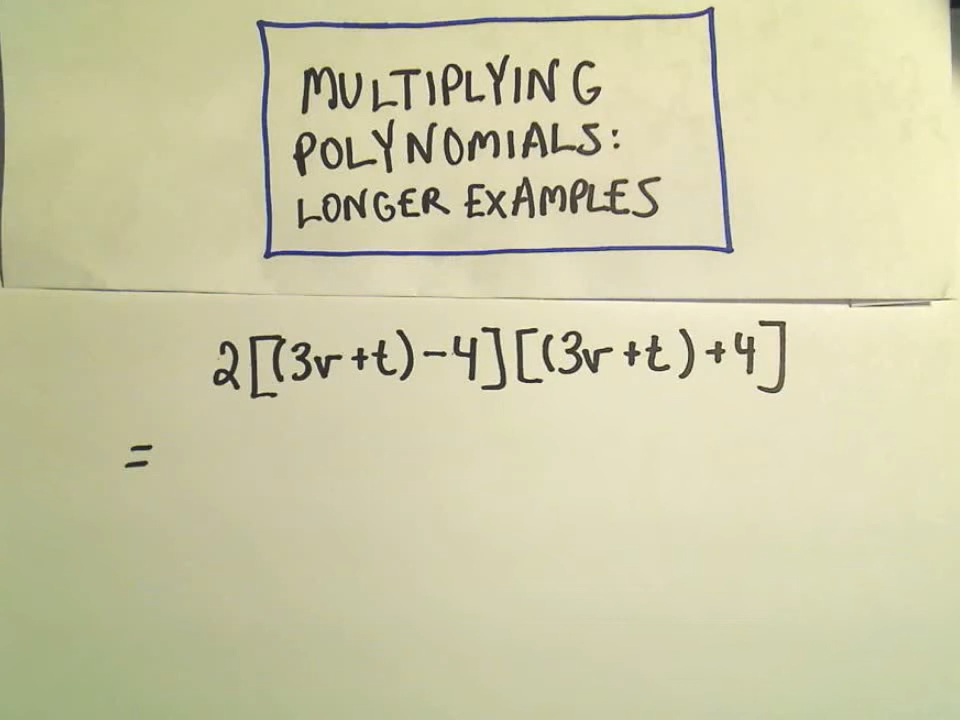 MULTIPLYING
POLYNOMIALS:
LONGER EXAMPLES
2[(3v+t)-4][(3v+t)+4]
=